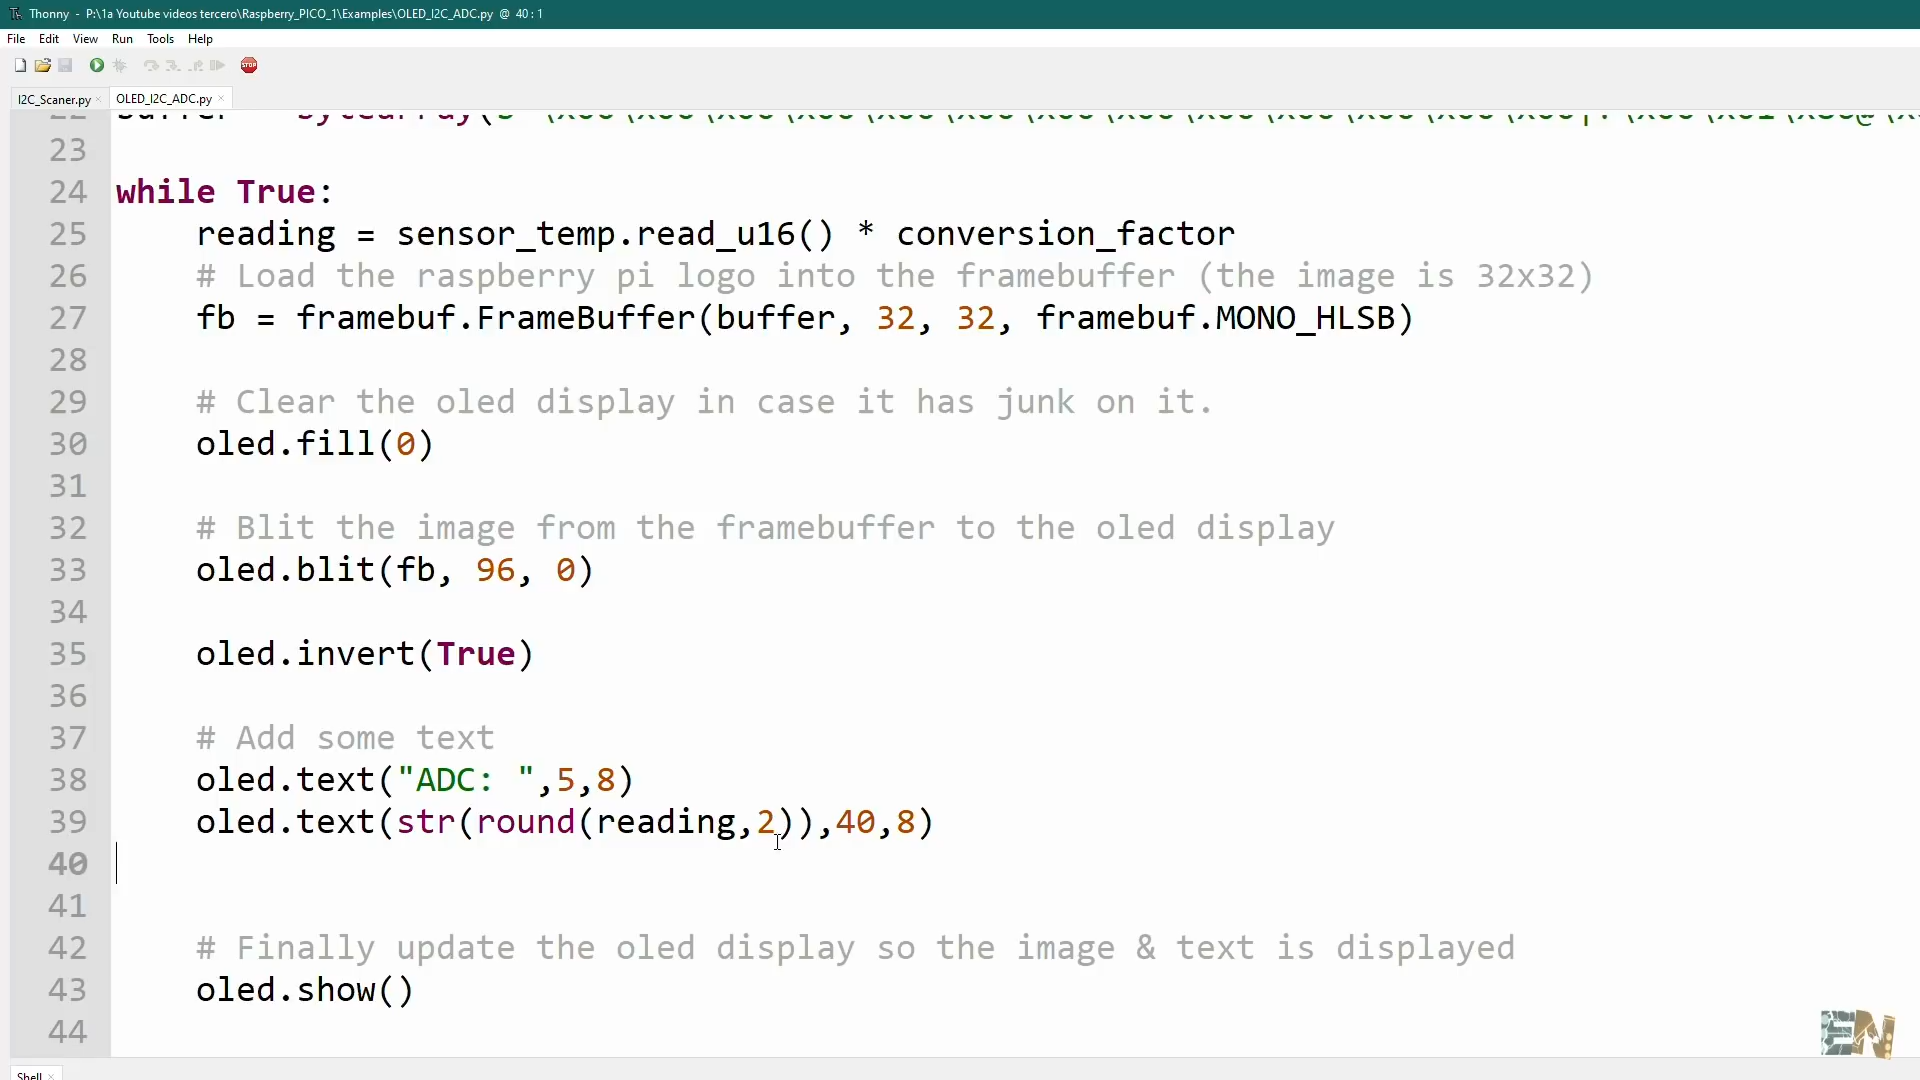 Thonny - P:\1a Youtube videos tercero\Raspberry_PICO_1\Examples\OLED_I2C_ADC.py @ 40 : 1
File Edit View Run Tools Help
STOP
I2C_Scaner.py × OLED_I2C_ADC.py ×
23
24 while True:
25 reading = sensor_temp.read_u16() * conversion_factor
26 # Load the raspberry pi logo into the framebuffer (the image is 32x32)
27 fb = framebuf.FrameBuffer(buffer, 32, 32, framebuf.MONO_HLSB)
28
29 # Clear the oled display in case it has junk on it.
30 oled.fill(0)
31
32 # Blit the image from the framebuffer to the oled display
33 oled.blit(fb, 96, 0)
34
35 oled.invert(True)
36
37 # Add some text
38 oled.text("ADC: ",5,8)
39 oled.text(str(round(reading,2)),40,8)
40
41
42 # Finally update the oled display so the image & text is displayed
43 oled.show()
44
EN
Shell ×